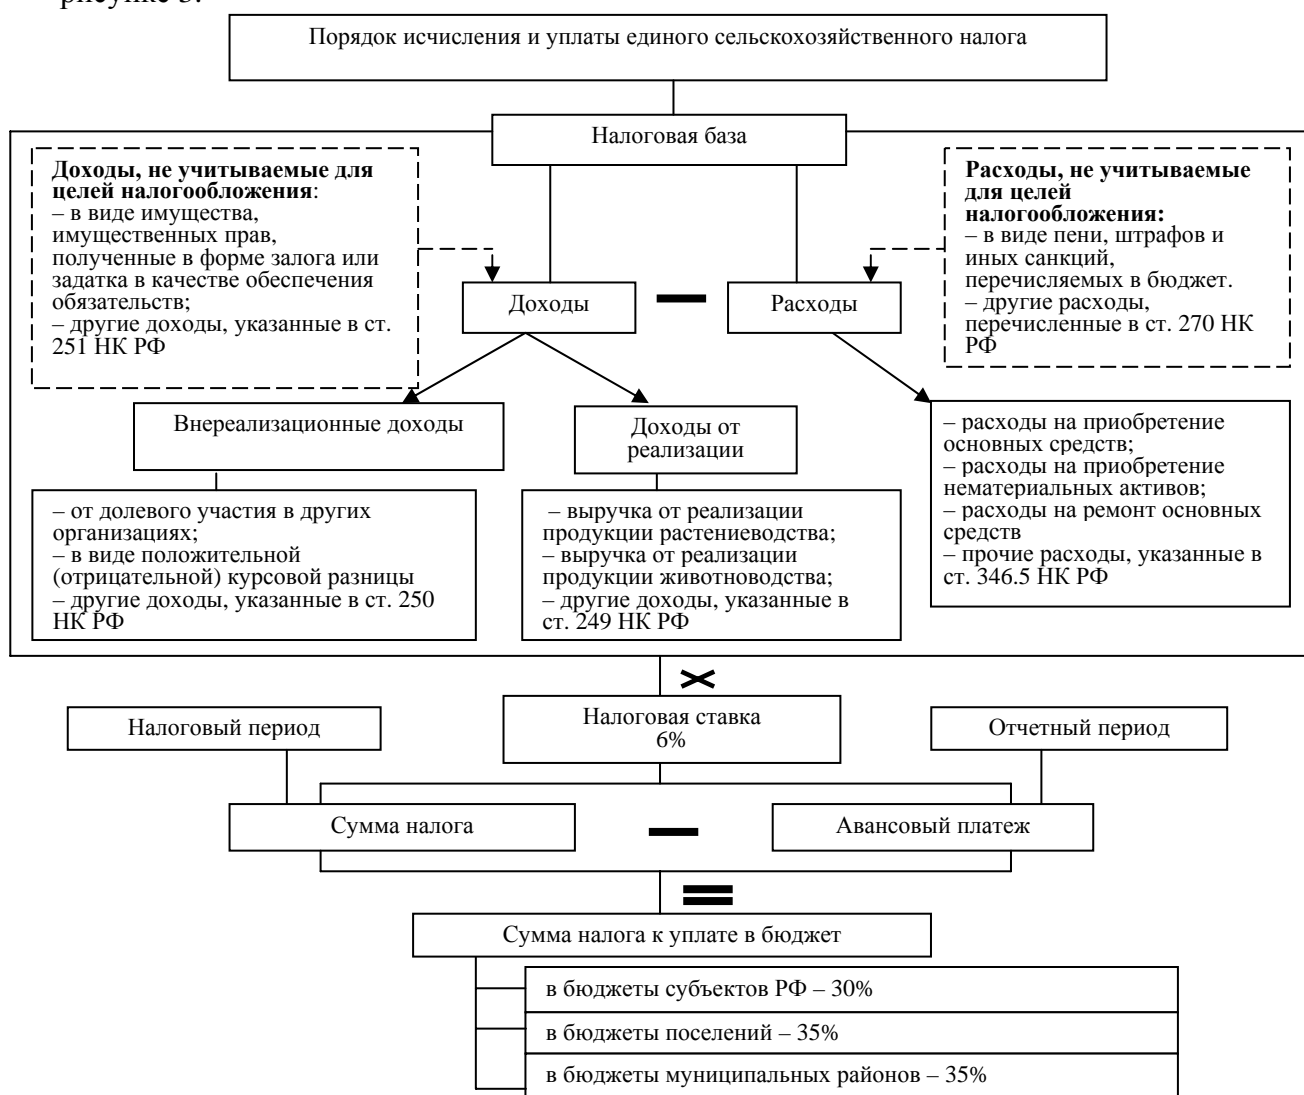 рисунке 3.
Порядок исчисления и уплаты единого сельскохозяйственного налога
Налоговая база
Доходы, не учитываемые для
целей налогообложения:
– в виде имущества,
имущественных прав,
полученные в форме залога или
задатка в качестве обеспечения
обязательств;
– другие доходы, указанные в ст.
251 НК РФ
Расходы, не учитываемые
для целей
налогообложения:
– в виде пени, штрафов и
иных санкций,
перечисляемых в бюджет.
– другие расходы,
перечисленные в ст. 270 НК
РФ
Доходы
Расходы
Внереализационные доходы
Доходы от
реализации
– расходы на приобретение
основных средств;
– расходы на приобретение
нематериальных активов;
– расходы на ремонт основных
средств
– прочие расходы, указанные в
ст. 346.5 НК РФ
– от долевого участия в других
организациях;
– в виде положительной
(отрицательной) курсовой разницы
– другие доходы, указанные в ст. 250
НК РФ
– выручка от реализации
продукции растениеводства;
– выручка от реализации
продукции животноводства;
– другие доходы, указанные в
ст. 249 НК РФ
Налоговый период
Налоговая ставка
6%
Отчетный период
Сумма налога
Авансовый платеж
Сумма налога к уплате в бюджет
в бюджеты субъектов РФ – 30%
в бюджеты поселений – 35%
в бюджеты муниципальных районов – 35%